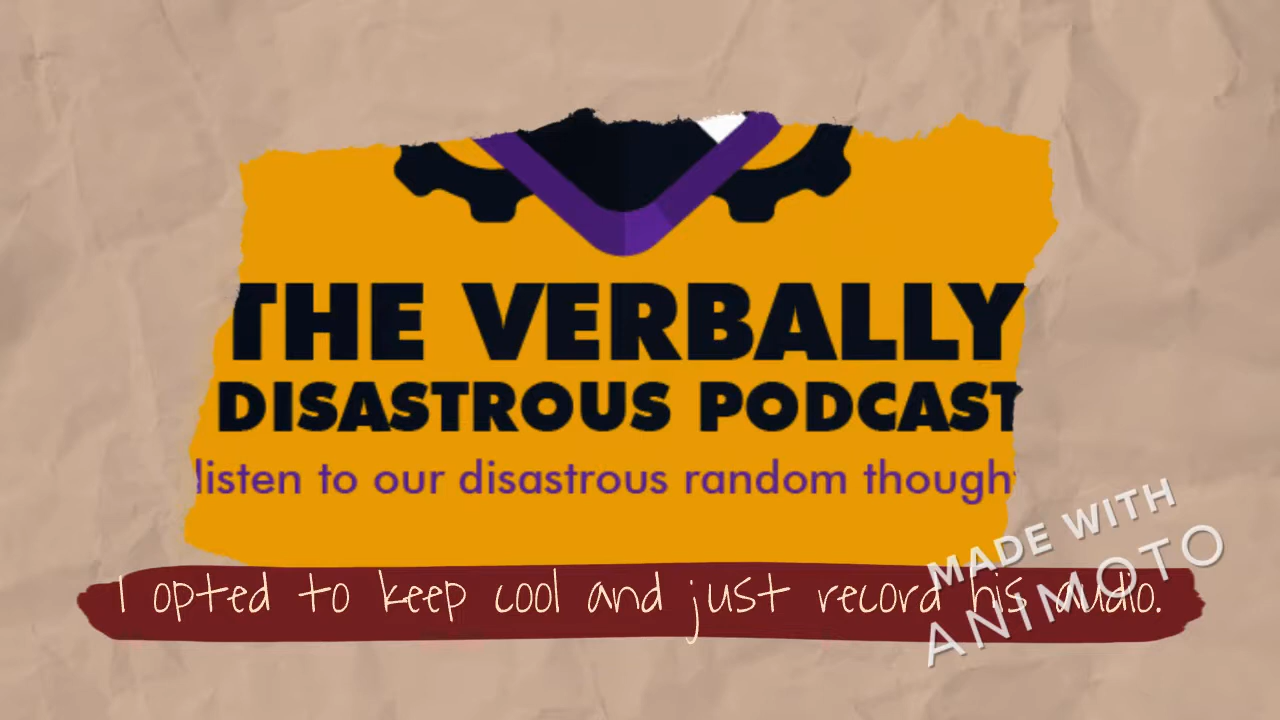 THE VERBALLY
DISASTROUS PODCAST
listen to our disastrous random though
I opted to keep cool and just record his audio.
MADE WITH
ANIMOTO